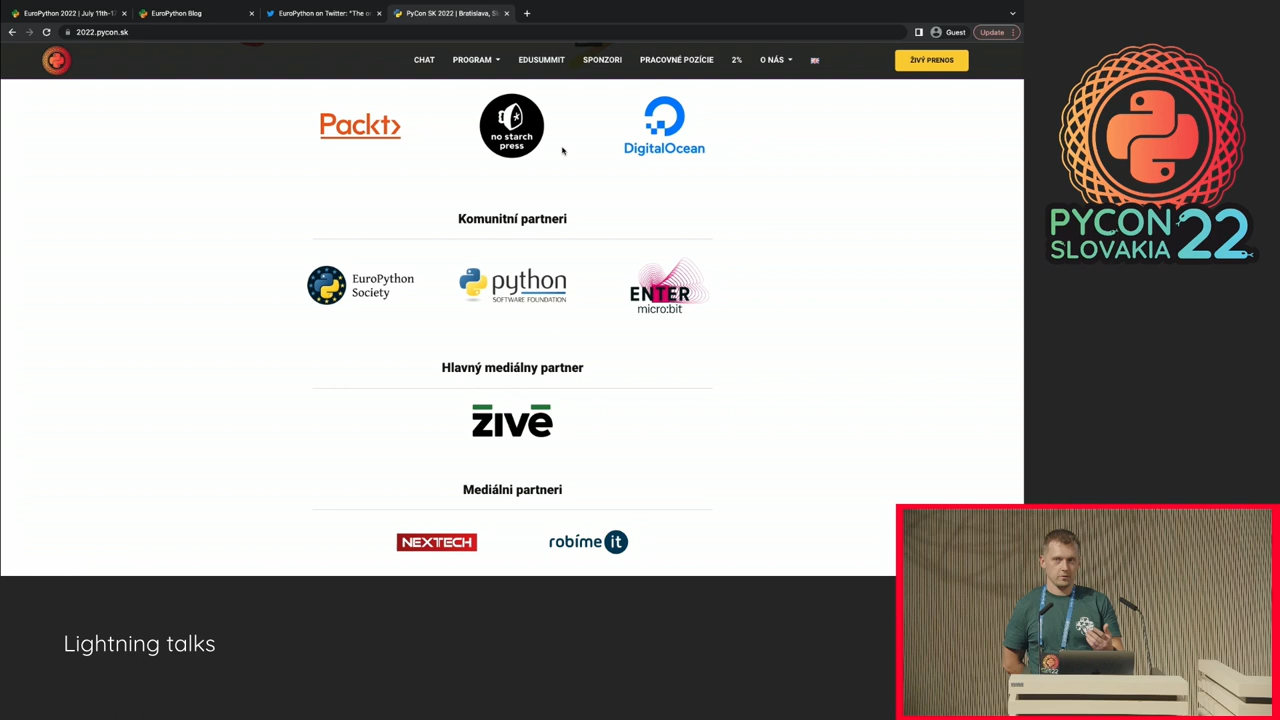 EuroPython 2022 | July 11th-17
EuroPython Blog
EuroPython on Twitter: "The o
PyCon SK 2022 | Bratislava, Sl
2022.pycon.sk
Guest
Update
CHAT
PROGRAM
EDUSUMMIT
SPONZORI
PRACOVNÉ POZÍCIE
2%
O NÁS
ŽIVÝ PRENOS
Packt>
no starch
press
DigitalOcean
Komunitní partneri
EuroPython
Society
python
SOFTWARE FOUNDATION
ENTER
micro:bit
Hlavný mediálny partner
živē
Mediálni partneri
NEXTECH
robíme it
PYCON
SLOVAKIA
22
Lightning talks